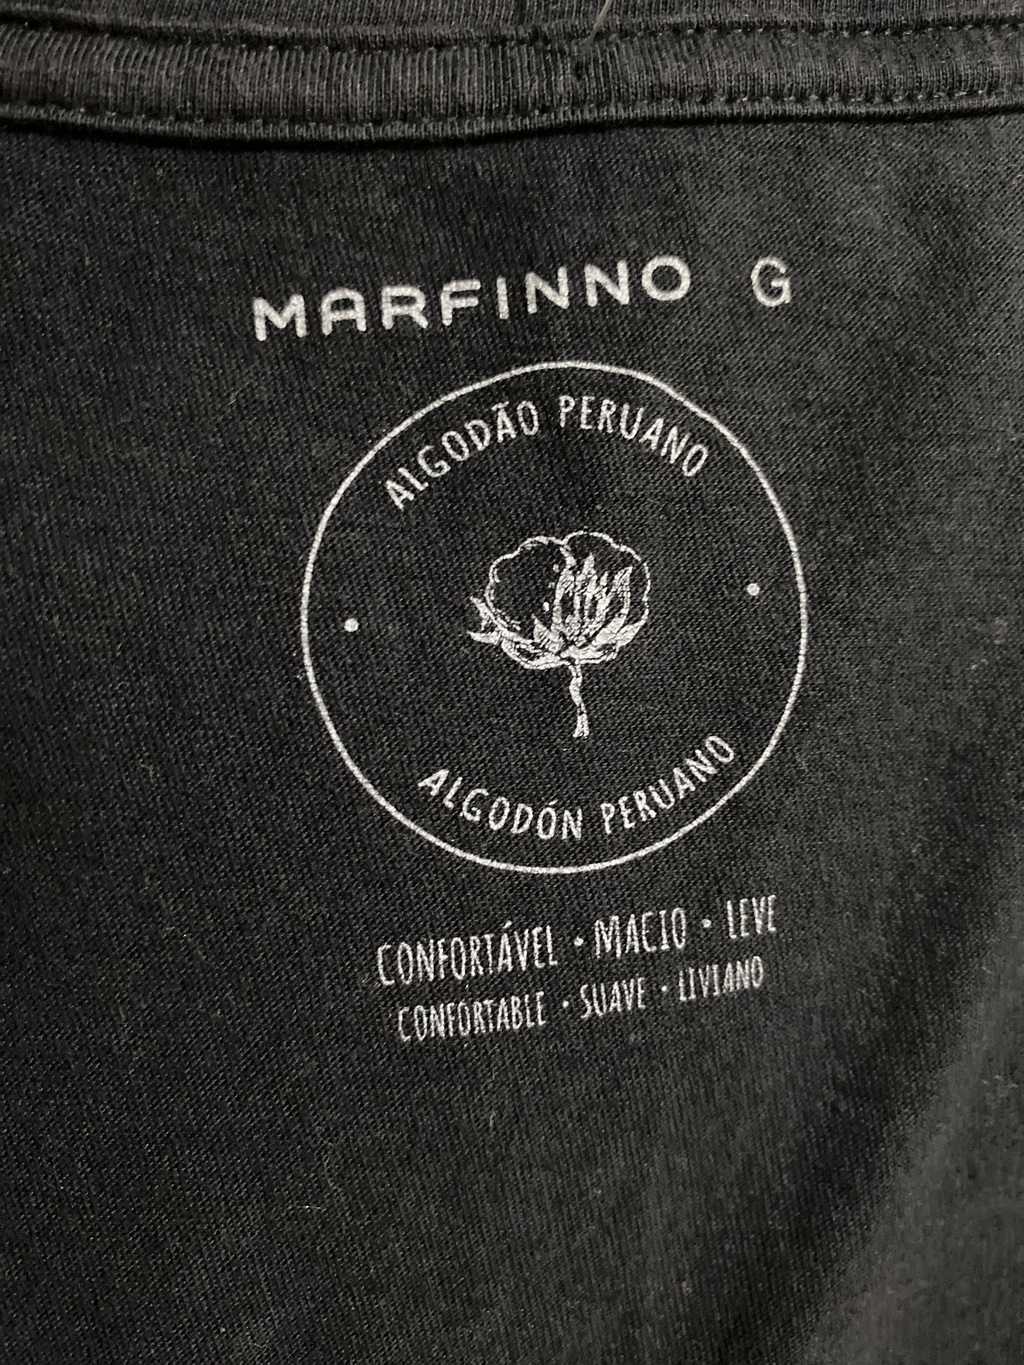 MARFINNO G
ALGODÃO PERUANO
ALGODÓN PERUANO
CONFORTÁVEL · MACIO · LEVE
CONFORTABLE · SUAVE · LIVIANO